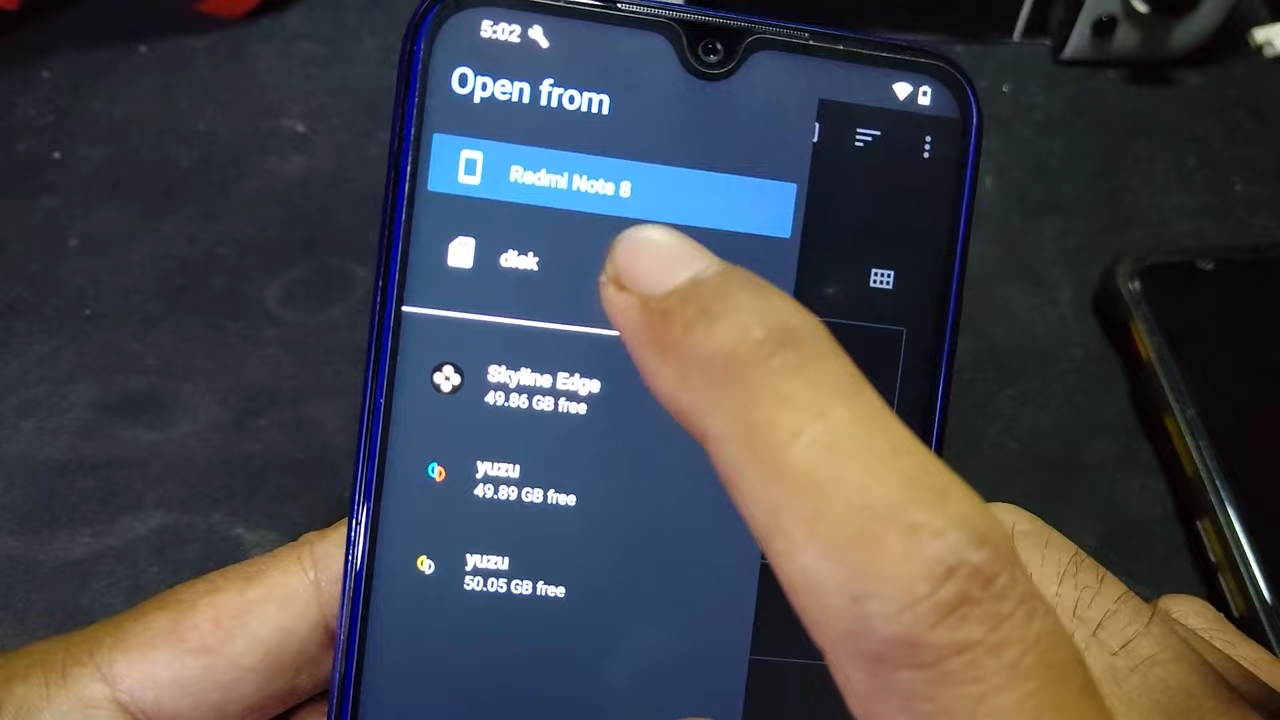 5:02
Open from
Redmi Note 8
disk
Skyline Edge
49.86 GB free
yuzu
49.89 GB free
yuzu
50.05 GB free